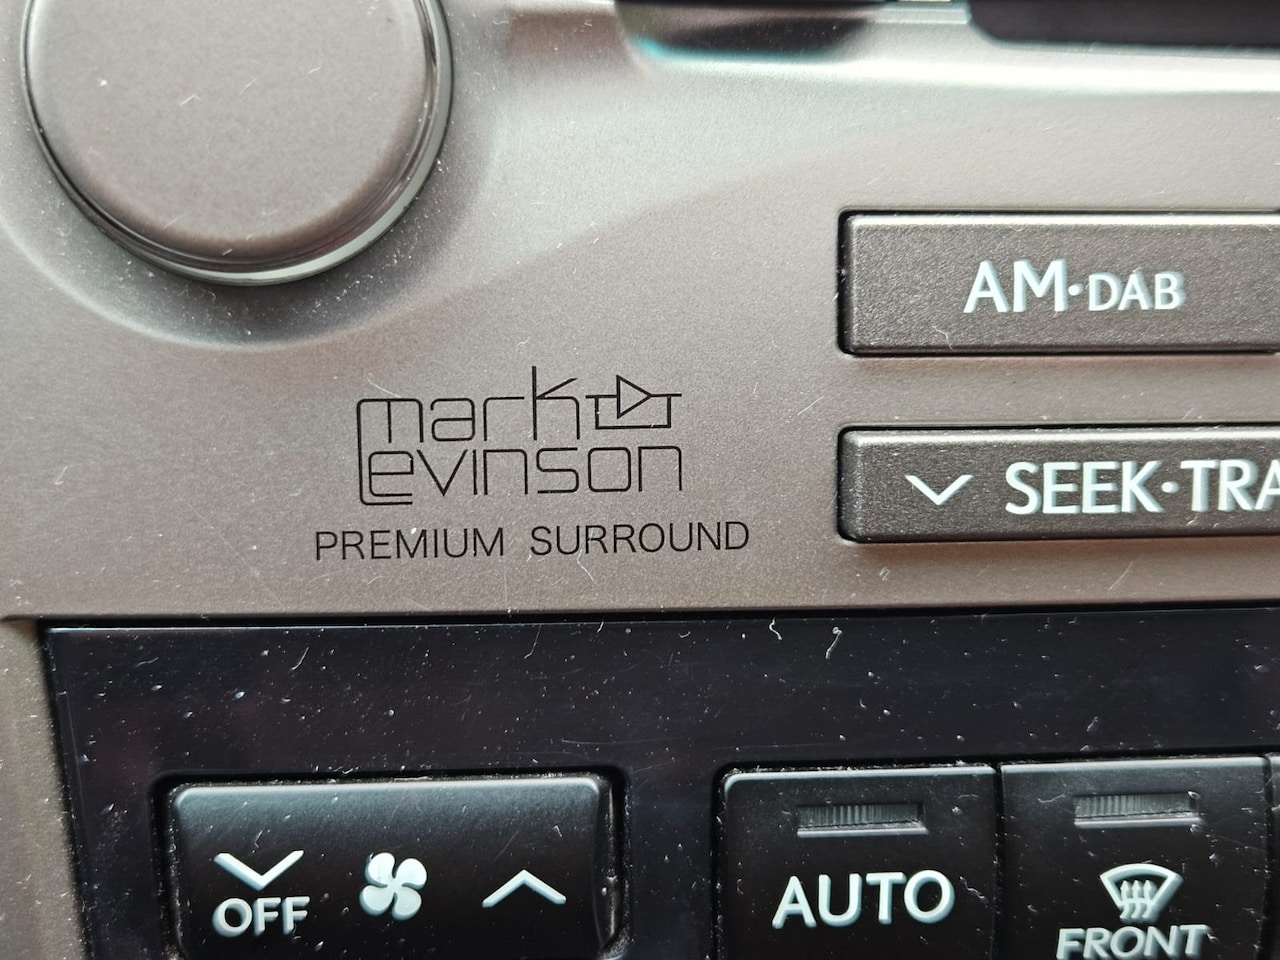 AM·DAB
mark
Levinson
PREMIUM SURROUND
SEEK·TRA
OFF
AUTO
FRONT